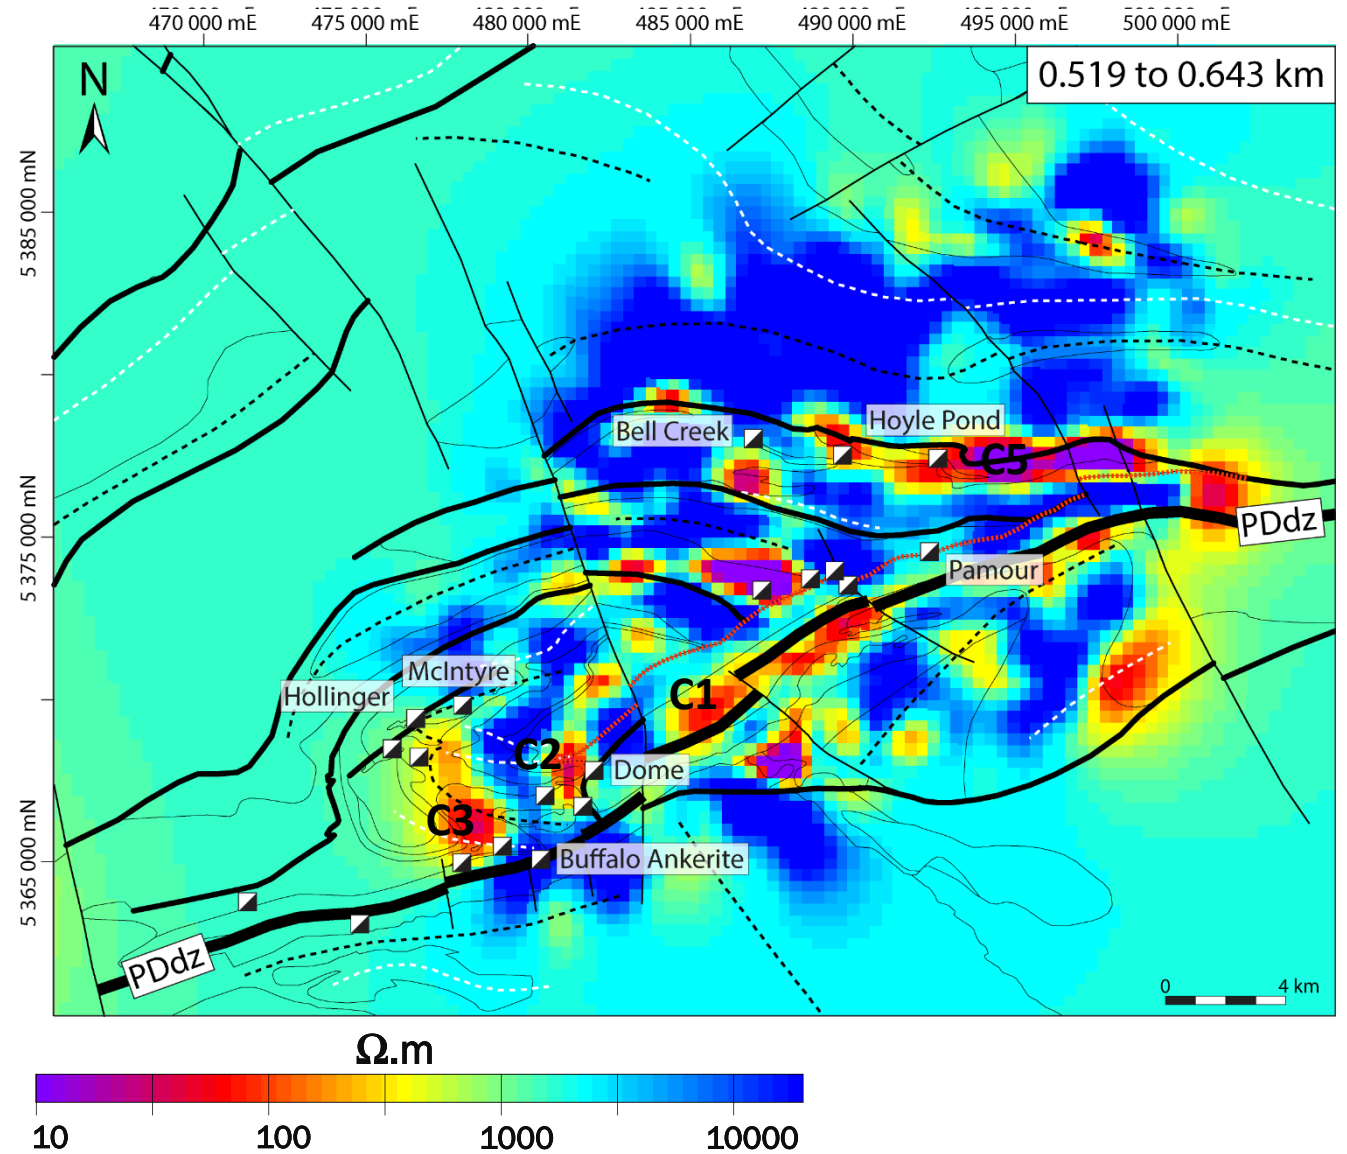 470 000 mE 475 000 mE 480 000 mE 485 000 mE 490 000 mE 495 000 mE 500 000 mE
N
0.519 to 0.643 km
5 385 000 mN
Bell Creek
Hoyle Pond
C5
5 375 000 mN
PDdz
Pamour
McIntyre
Hollinger
C1
C2
Dome
C3
Buffalo Ankerite
5 365 000 mN
PDdz
0 4 km
Ω.m
10 100 1000 10000